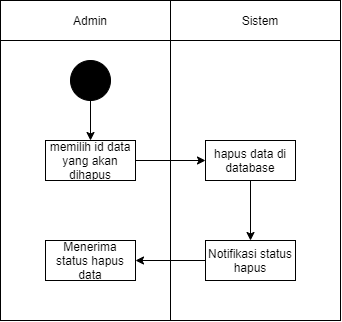 Admin
Sistem
memilih id data
yang akan
dihapus
hapus data di
database
Menerima
status hapus
data
Notifikasi status
hapus